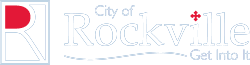 City of
Rockville
Get Into It